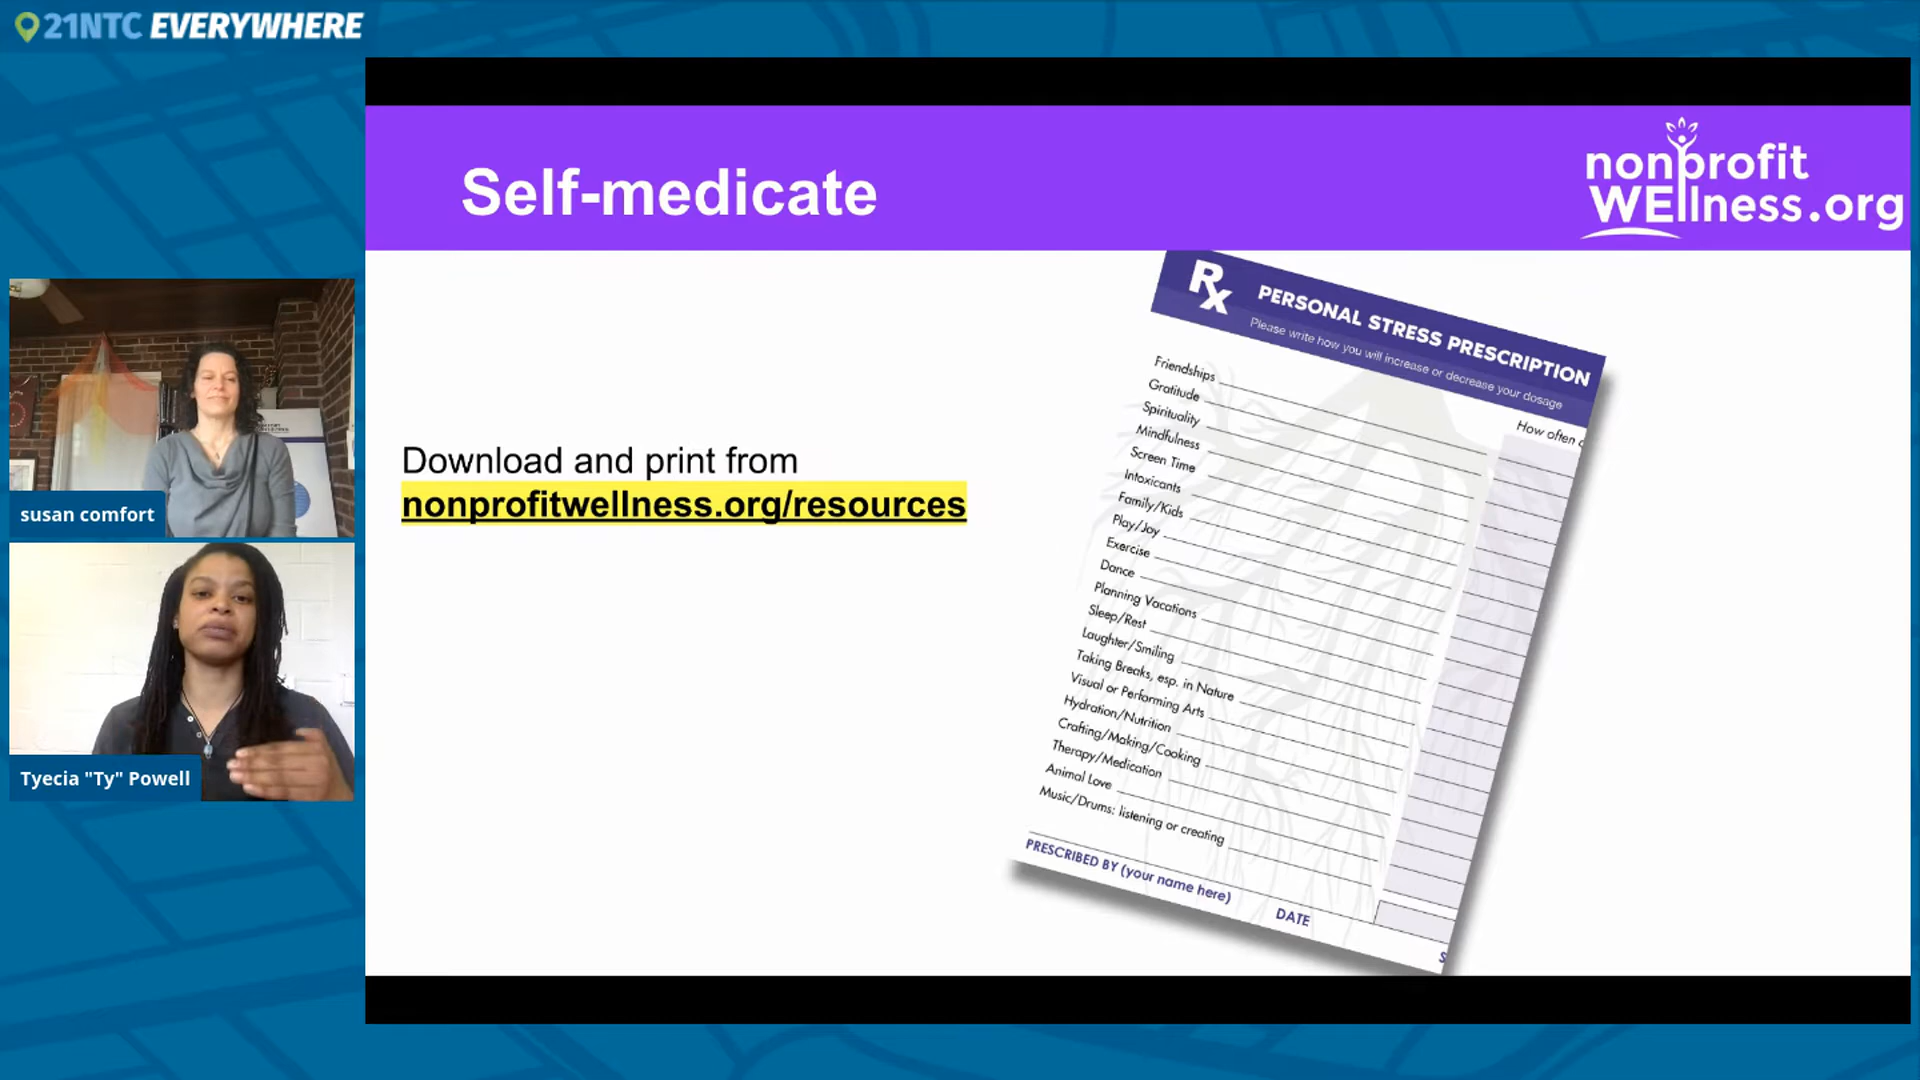 21NTC EVERYWHERE
Self-medicate
nonprofit
WEllness.org
Download and print from
nonprofitwellness.org/resources
Rx
PERSONAL STRESS PRESCRIPTION
Please write how you will increase or decrease your dosage
How often
Friendships
Gratitude
Spirituality
Mindfulness
Screen Time
Intoxicants
Family/Kids
Play/Joy
Exercise
Dance
Planning Vacations
Sleep/Rest
Laughter/Smiling
Taking Breaks, esp. in Nature
Visual or Performing Arts
Hydration/Nutrition
Crafting/Making/Cooking
Therapy/Medication
Animal Love
Music/Drums: listening or creating
PRESCRIBED BY (your name here)
DATE
susan comfort
Tyecia "Ty" Powell